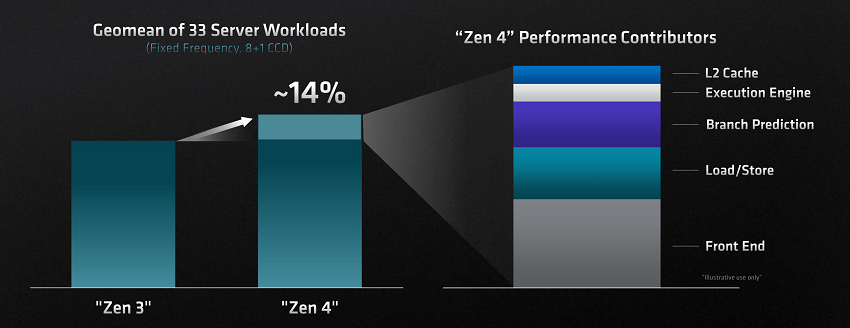 Geomean of 33 Server Workloads
(Fixed Frequency, 8+1 CCD)
~14%
"Zen 3"
"Zen 4"
“Zen 4” Performance Contributors
L2 Cache
Execution Engine
Branch Prediction
Load/Store
Front End
"Illustrative use only"